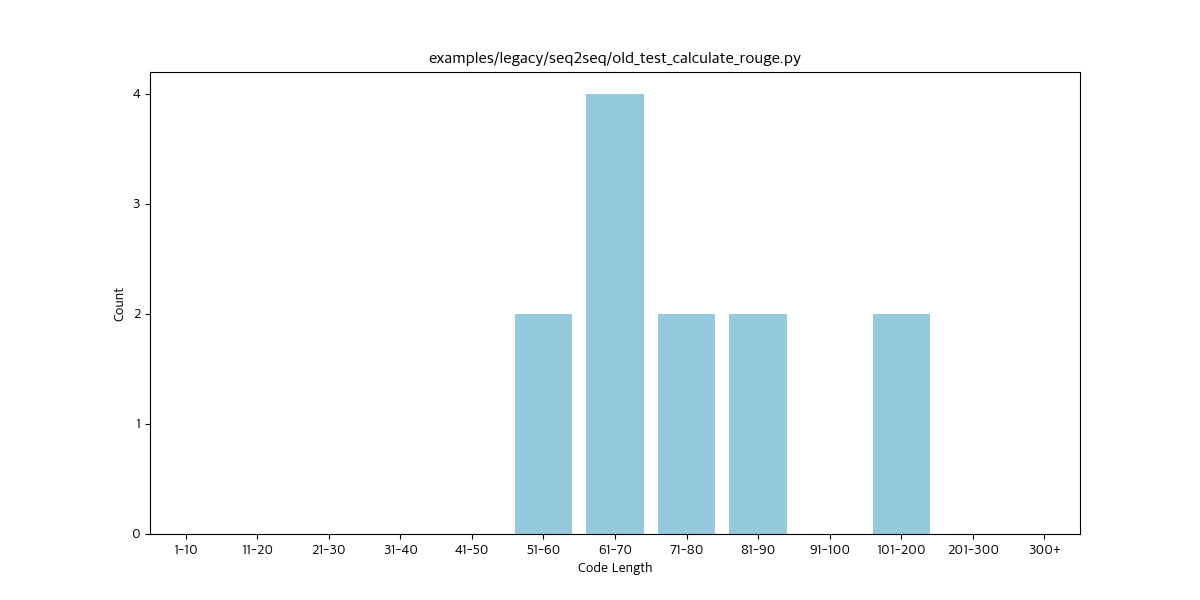 examples/legacy/seq2seq/old_test_calculate_rouge.py
4
3
2
1
0
Count
1-10 11-20 21-30 31-40 41-50 51-60 61-70 71-80 81-90 91-100 101-200 201-300 300+
Code Length